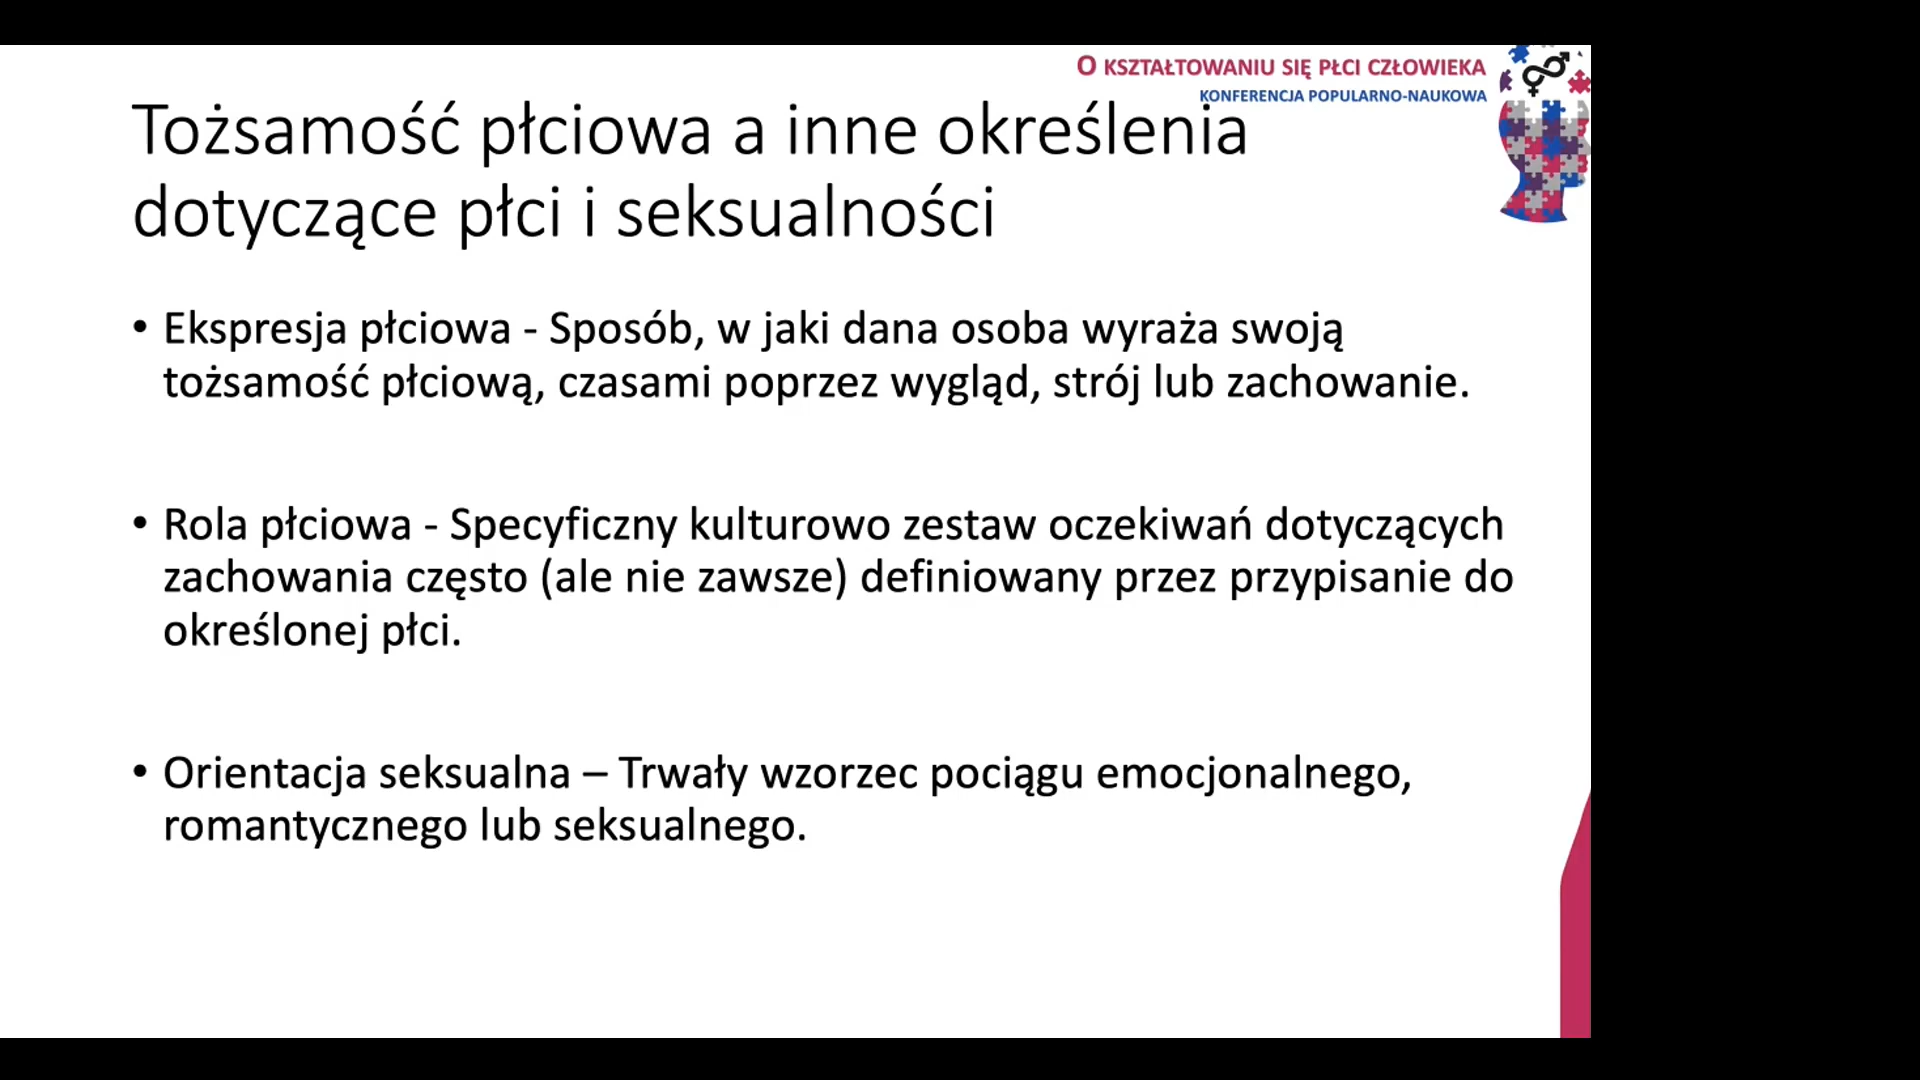 O KSZTAŁTOWANIU SIĘ PŁCI CZŁOWIEKA
KONFERENCJA POPULARNO-NAUKOWA
Tożsamość płciowa a inne określenia
dotyczące płci i seksualności
• Ekspresja płciowa - Sposób, w jaki dana osoba wyraża swoją
tożsamość płciową, czasami poprzez wygląd, strój lub zachowanie.
• Rola płciowa - Specyficzny kulturowo zestaw oczekiwań dotyczących
zachowania często (ale nie zawsze) definiowany przez przypisanie do
określonej płci.
• Orientacja seksualna – Trwały wzorzec pociągu emocjonalnego,
romantycznego lub seksualnego.